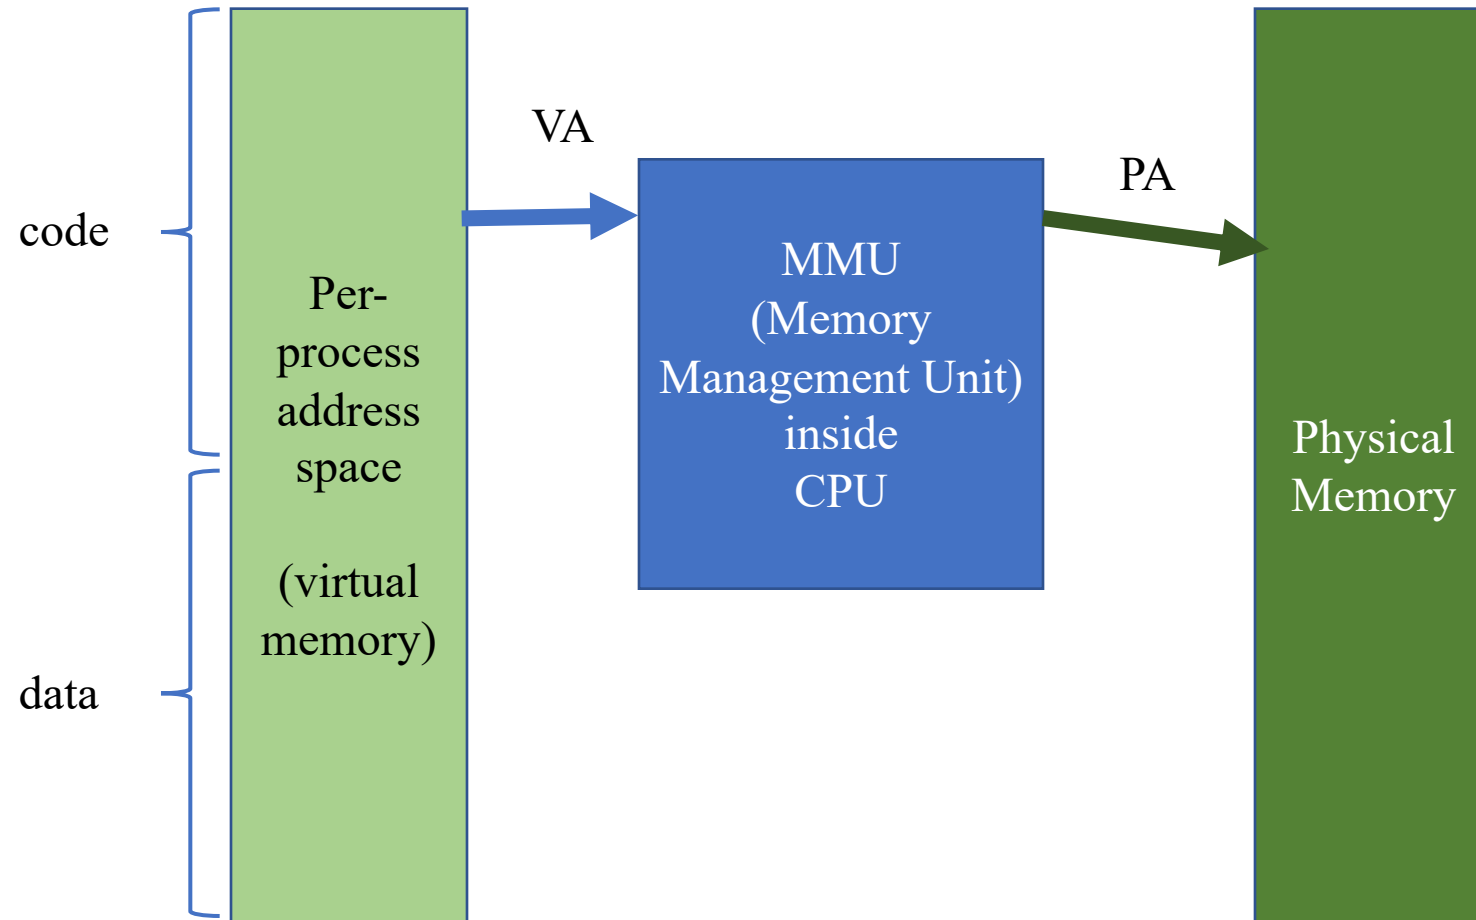 code
data
Per-
process
address
space
(virtual
memory)
VA
MMU
(Memory
Management Unit)
inside
CPU
PA
Physical
Memory